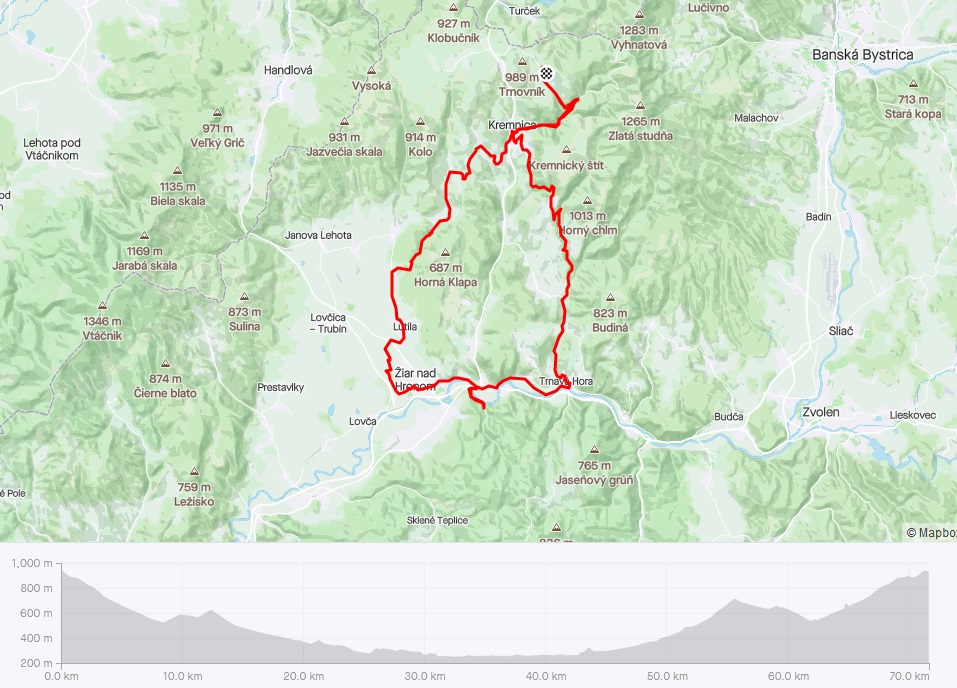 Lučivno
Turček
927 m
Klobučník
1283 m
Vyhnatová
Banská Bystrica
Handlová
Vysoká
989 m
Trnovník
713 m
Stará kopa
971 m
Veľký Grič
931 m
Jazvečia skala
914 m
Kolo
Kremnica
1265 m
Zlatá studňa
Malachov
Lehota pod
Vtáčnikom
Kremnický štít
1135 m
Biela skala
od
1013 m
Horný chlm
Badín
Janova Lehota
1169 m
Jarabá skala
687 m
Horná Klapa
873 m
Sulina
823 m
Budiná
1346 m
Vtáčnik
Lovčica
– Trubín
Lutila
Sliač
874 m
Čierne blato
Prestavlky
Žiar nad
Hronom
Trnavá Hora
Lovča
Budča
Zvolen
Lieskovec
765 m
Jaseňový grúň
759 m
Ležisko
é Pole
Sklené Teplice
© Mapbox
1,000 m
800 m
600 m
400 m
200 m
0.0 km
10.0 km
20.0 km
30.0 km
40.0 km
50.0 km
60.0 km
70.0 km